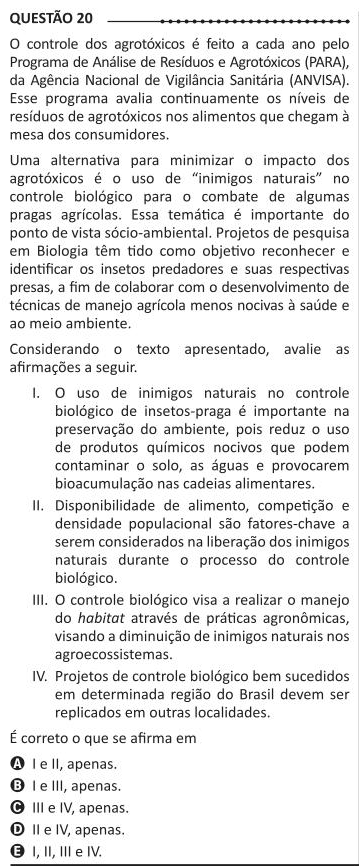 QUESTÃO 20
O controle dos agrotóxicos é feito a cada ano pelo
Programa de Análise de Resíduos e Agrotóxicos (PARA),
da Agência Nacional de Vigilância Sanitária (ANVISA).
Esse programa avalia continuamente os níveis de
resíduos de agrotóxicos nos alimentos que chegam à
mesa dos consumidores.
Uma alternativa para minimizar o impacto dos
agrotóxicos é o uso de “inimigos naturais” no
controle biológico para o combate de algumas
pragas agrícolas. Essa temática é importante do
ponto de vista sócio-ambiental. Projetos de pesquisa
em Biologia têm tido como objetivo reconhecer e
identificar os insetos predadores e suas respectivas
presas, a fim de colaborar com o desenvolvimento de
técnicas de manejo agrícola menos nocivas à saúde e
ao meio ambiente.
Considerando o texto apresentado, avalie as
afirmações a seguir.
I. O uso de inimigos naturais no controle
biológico de insetos-praga é importante na
preservação do ambiente, pois reduz o uso
de produtos químicos nocivos que podem
contaminar o solo, as águas e provocarem
bioacumulação nas cadeias alimentares.
II. Disponibilidade de alimento, competição e
densidade populacional são fatores-chave a
serem considerados na liberação dos inimigos
naturais durante o processo do controle
biológico.
III. O controle biológico visa a realizar o manejo
do habitat através de práticas agronômicas,
visando a diminuição de inimigos naturais nos
agroecossistemas.
IV. Projetos de controle biológico bem sucedidos
em determinada região do Brasil devem ser
replicados em outras localidades.
É correto o que se afirma em
A I e II, apenas.
B I e III, apenas.
C III e IV, apenas.
D II e IV, apenas.
E I, II, III e IV.